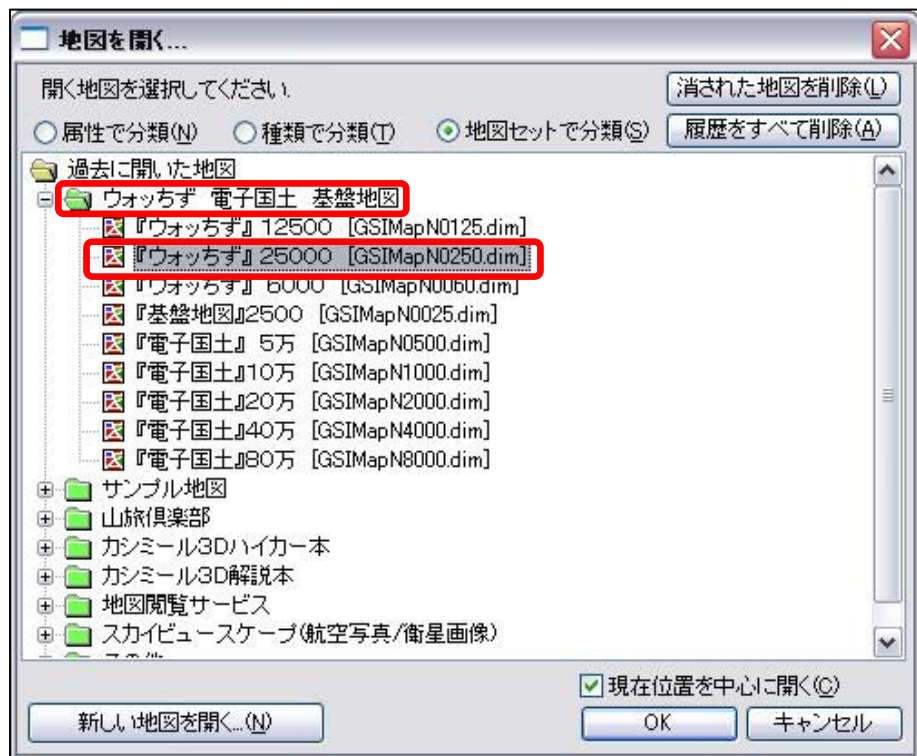 地図を開く...
開く地図を選択してください
消された地図を削除(L)
属性で分類(N) 種類で分類(T) 地図セットで分類(S) 履歴をすべて削除(A)
過去に開いた地図
ウォッちず 電子国土 基盤地図
『ウォッちず』12500 [GSIMapN0125.dim]
『ウォッちず』25000 [GSIMapN0250.dim]
『ウォッちず』 6000 [GSIMapN0060.dim]
『基盤地図』2500 [GSIMapN0025.dim]
『電子国土』 5万 [GSIMapN0500.dim]
『電子国土』10万 [GSIMapN1000.dim]
『電子国土』20万 [GSIMapN2000.dim]
『電子国土』40万 [GSIMapN4000.dim]
『電子国土』80万 [GSIMapN8000.dim]
サンプル地図
山旅倶楽部
カシミール3Dハイカー本
カシミール3D解説本
地図閲覧サービス
スカイビュースケープ(航空写真/衛星画像)
現在位置を中心に開く(C)
新しい地図を開く...(N) OK キャンセル